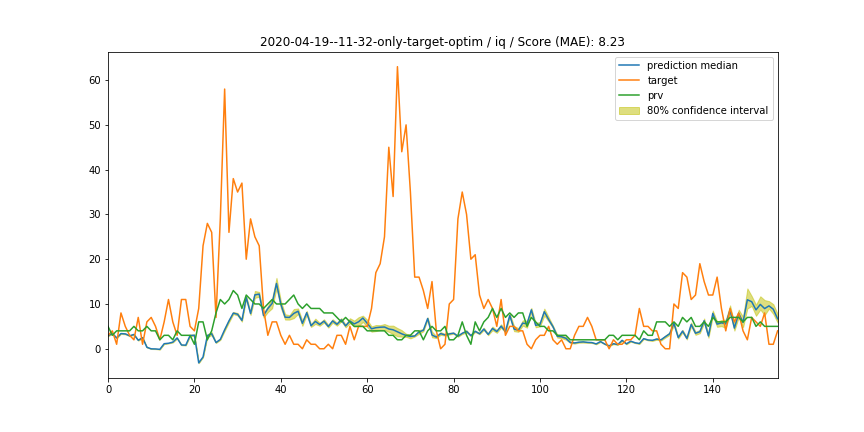 2020-04-19--11-32-only-target-optim / iq / Score (MAE): 8.23
prediction median
target
prv
80% confidence interval
60
50
40
30
20
10
0
0 20 40 60 80 100 120 140